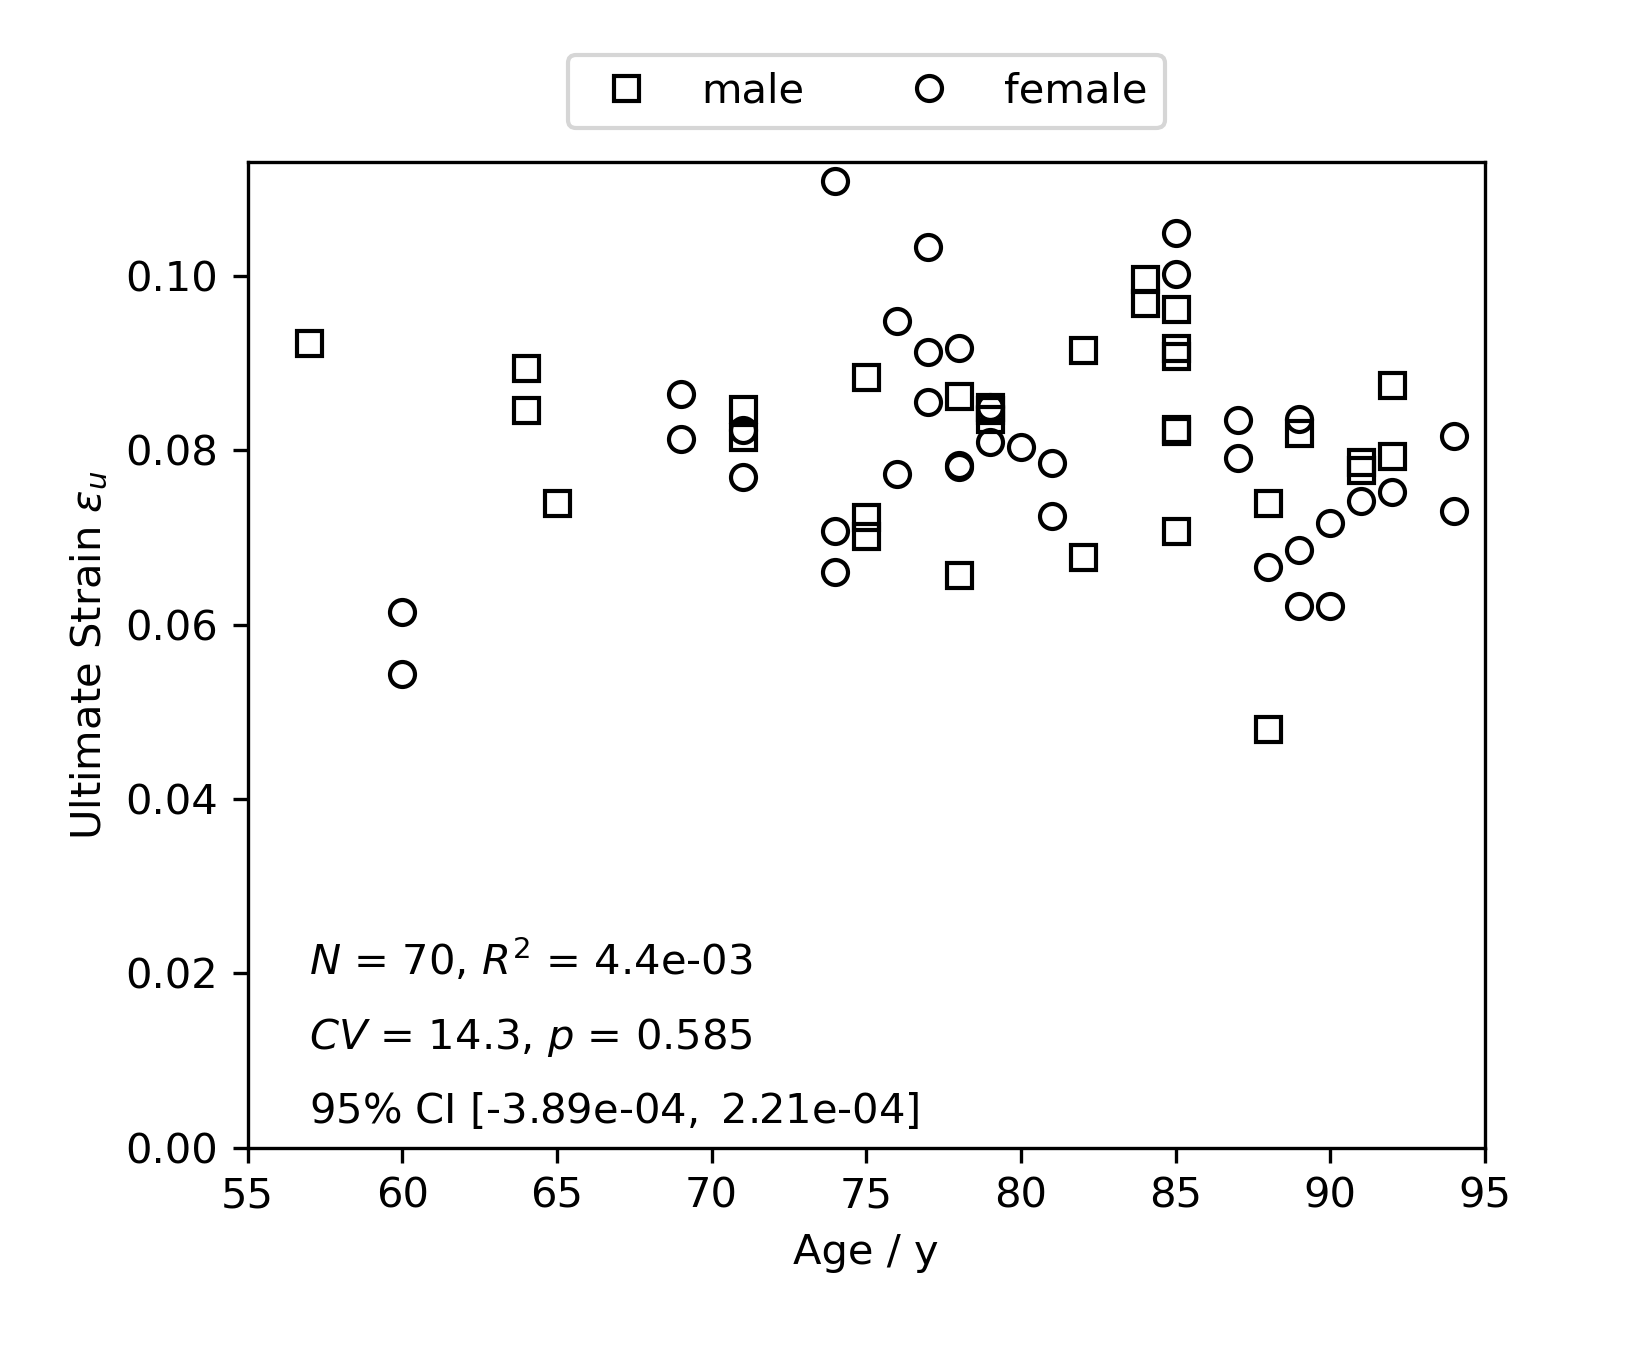 male female
0.10
0.08
0.06
0.04
0.02
0.00
Ultimate Strain εu
N = 70, R² = 4.4e-03
CV = 14.3, p = 0.585
95% CI [-3.89e-04, 2.21e-04]
55 60 65 70 75 80 85 90 95
Age / y